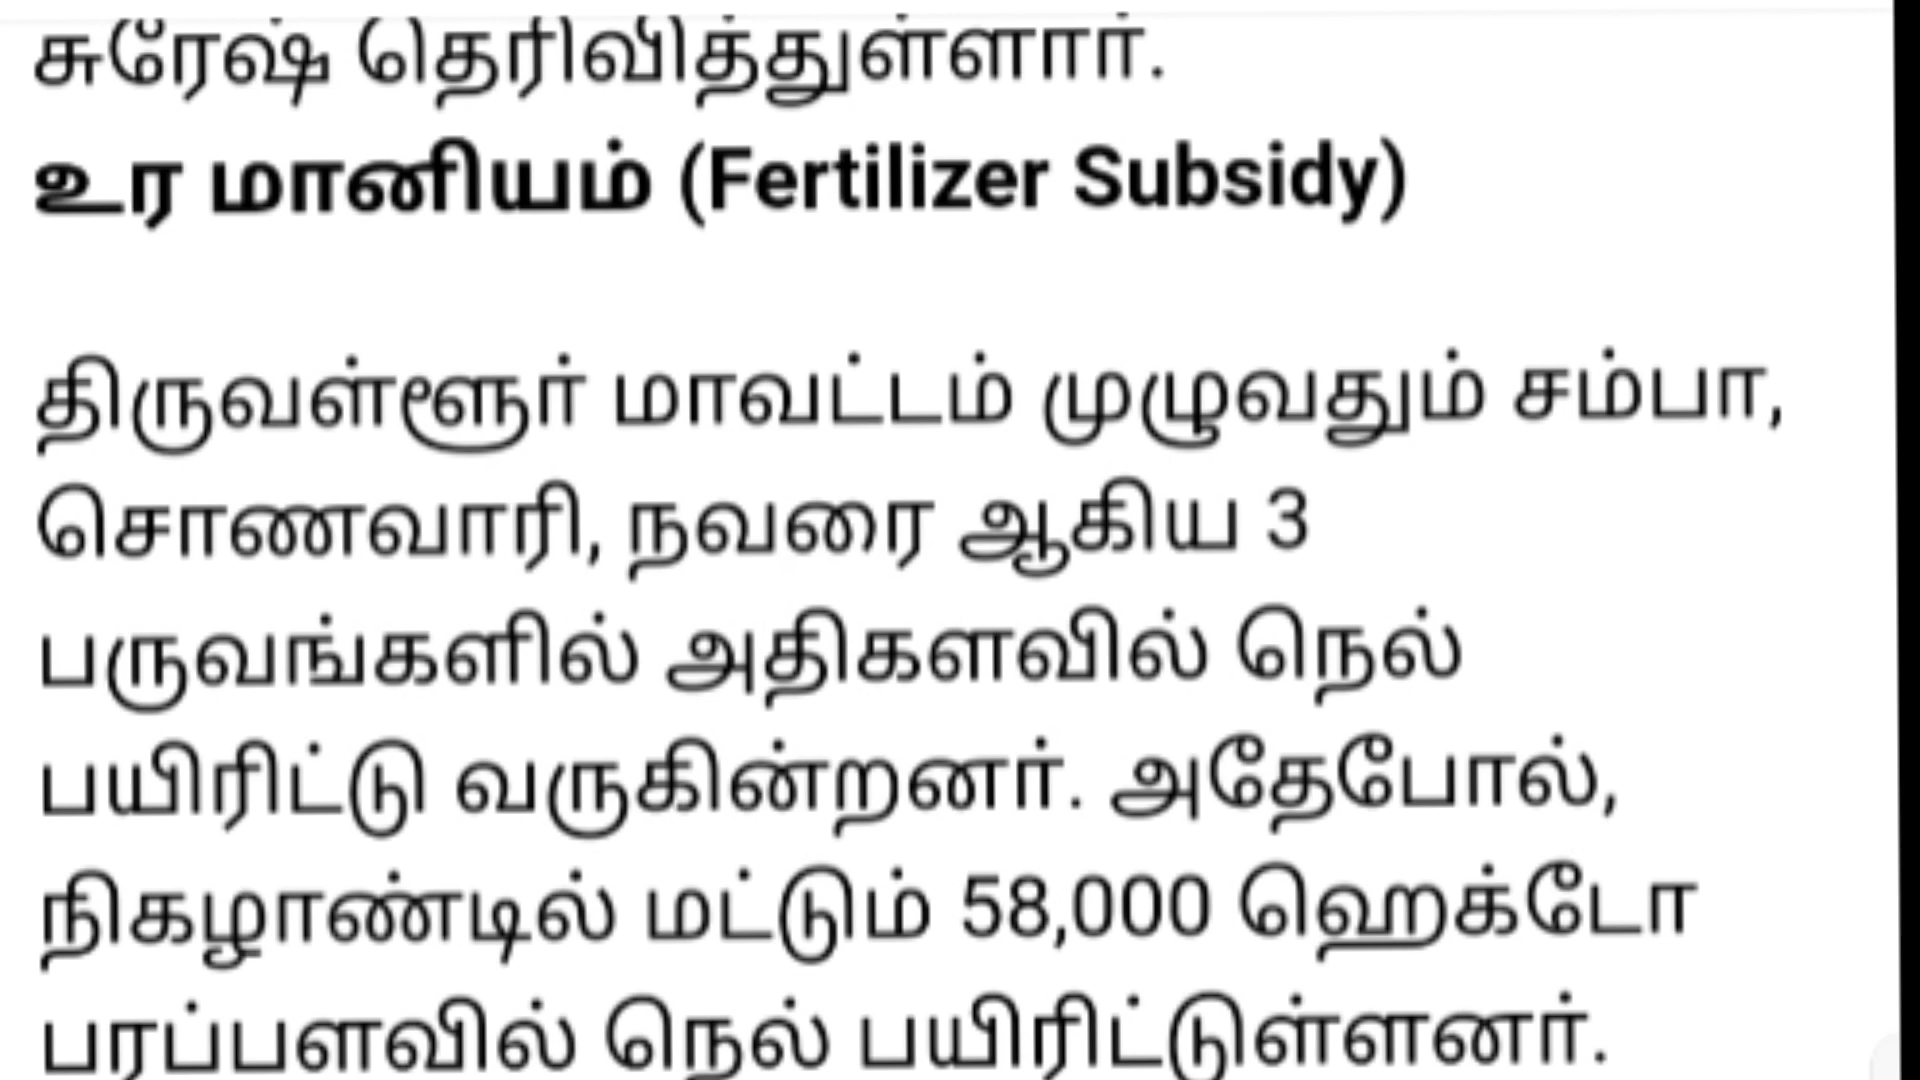 சுரேஷ் தெரிவித்துள்ளார்.
உர மானியம் (Fertilizer Subsidy)
திருவள்ளூர் மாவட்டம் முழுவதும் சம்பா,
சொணவாரி, நவரை ஆகிய 3
பருவங்களில் அதிகளவில் நெல்
பயிரிட்டு வருகின்றனர். அதேபோல்,
நிகழாண்டில் மட்டும் 58,000 ஹெக்டோ
பரப்பளவில் நெல் பயிரிட்டுள்ளனர்.